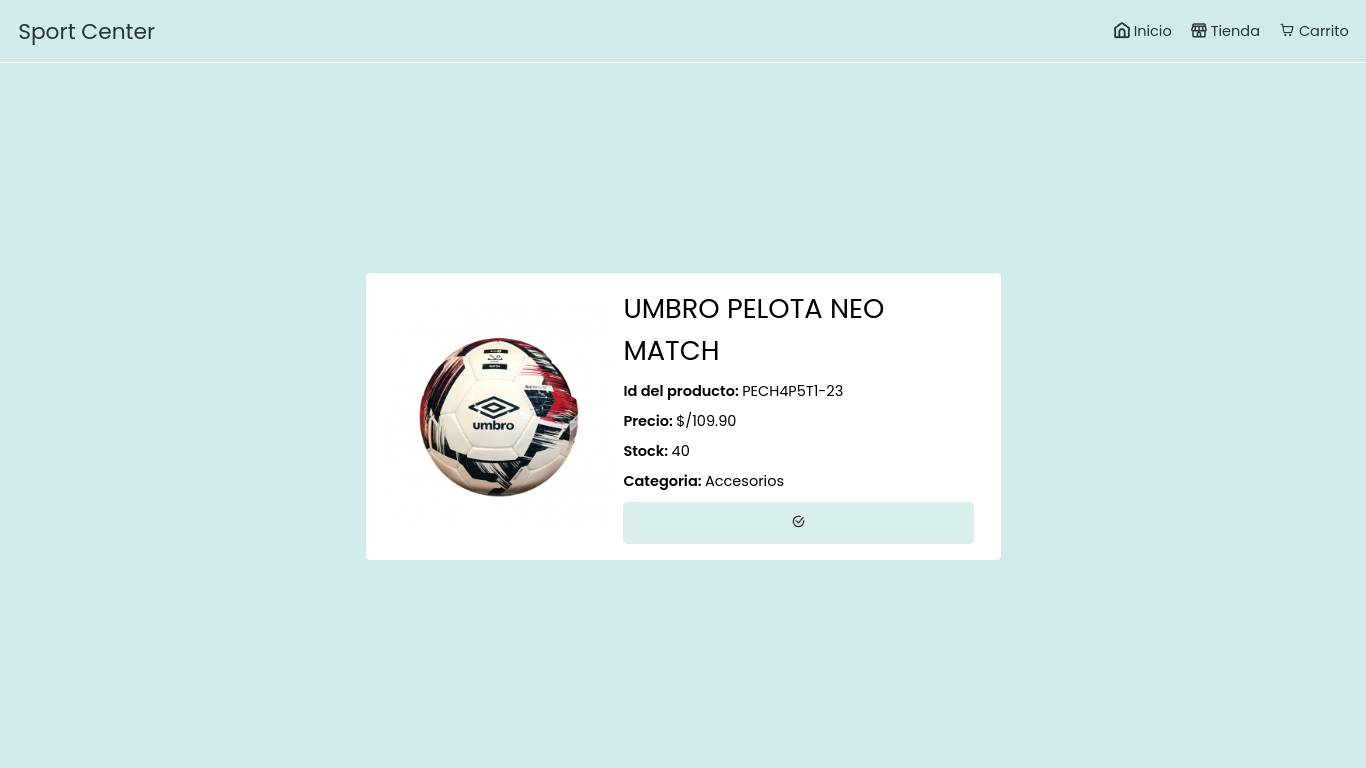 Sport Center
Inicio
Tienda
Carrito
UMBRO PELOTA NEO
MATCH
Id del producto: PECH4P5T1-23
Precio: $/109.90
Stock: 40
Categoria: Accesorios
umbro